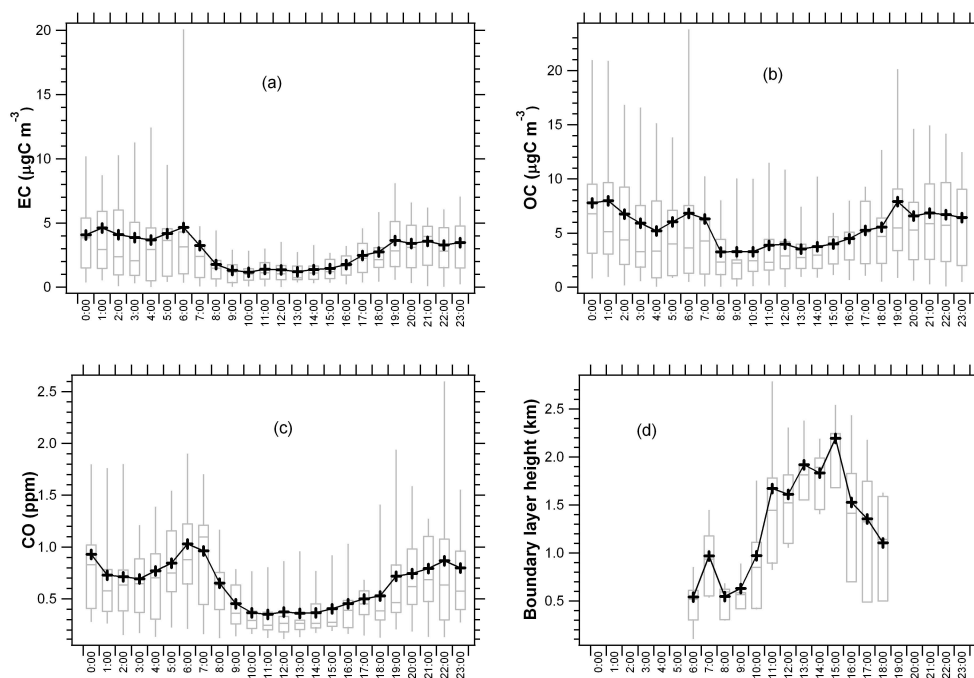 (a)
EC (µgC m⁻³)
20
15
10
5
0
0:00 1:00 2:00 3:00 4:00 5:00 6:00 7:00 8:00 9:00 10:00 11:00 12:00 13:00 14:00 15:00 16:00 17:00 18:00 19:00 20:00 21:00 22:00 23:00
(b)
OC (µgC m⁻³)
20
15
10
5
0
0:00 1:00 2:00 3:00 4:00 5:00 6:00 7:00 8:00 9:00 10:00 11:00 12:00 13:00 14:00 15:00 16:00 17:00 18:00 19:00 20:00 21:00 22:00 23:00
(c)
CO (ppm)
2.5
2.0
1.5
1.0
0.5
0:00 1:00 2:00 3:00 4:00 5:00 6:00 7:00 8:00 9:00 10:00 11:00 12:00 13:00 14:00 15:00 16:00 17:00 18:00 19:00 20:00 21:00 22:00 23:00
(d)
Boundary layer height (km)
2.5
2.0
1.5
1.0
0.5
0:00 1:00 2:00 3:00 4:00 5:00 6:00 7:00 8:00 9:00 10:00 11:00 12:00 13:00 14:00 15:00 16:00 17:00 18:00 19:00 20:00 21:00 22:00 23:00